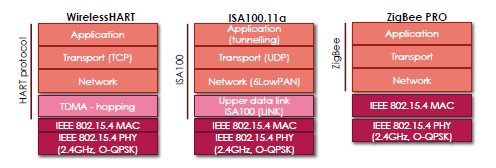 WirelessHART
HART protocol
Application
Transport (TCP)
Network
TDMA - hopping
IEEE 802.15.4 MAC
IEEE 802.15.4 PHY
(2.4GHz, O-QPSK)
ISA100.11a
ISA100
Application
(tunnelling)
Transport (UDP)
Network (6LowPAN)
Upper data link
ISA100 (LINK)
IEEE 802.15.4 MAC
IEEE 802.15.4 PHY
(2.4GHz, O-QPSK)
ZigBee PRO
ZigBee
Application
Transport
Network
IEEE 802.15.4 MAC
IEEE 802.15.4 PHY
(2.4GHz, O-QPSK)